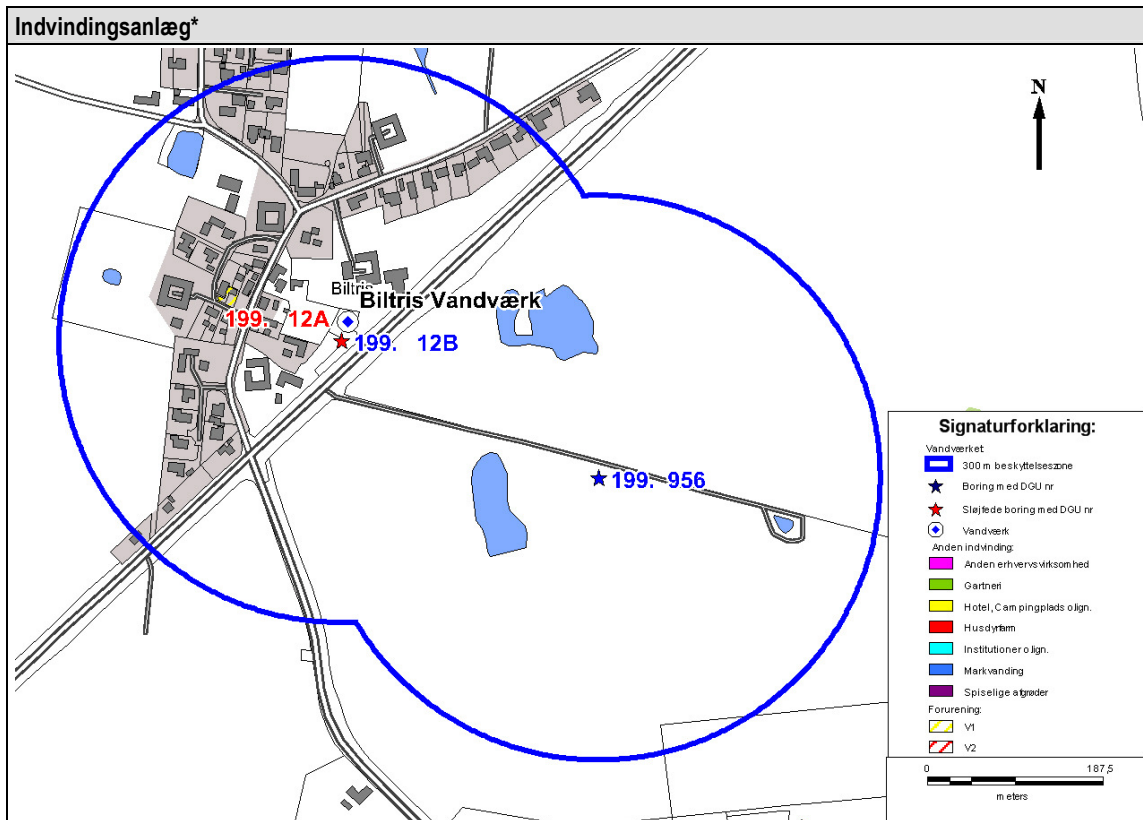 Indvindingsanlæg*
N
Biltris
Biltris Vandværk
199. 12A
199. 12B
199. 956
Signaturforklaring:
Vandværket
300 m beskyttelseszone
Boring med DGU nr
Sløjfede boring med DGU nr
Vandværk
Anden indvinding:
Anden erhvervsvirksomhed
Gartneri
Hotel, Campingplads olign.
Husdyrfarm
Institutioner o.lign.
Markvanding
Spiselige afgrøder
Forurening:
V1
V2
0 187,5
meters